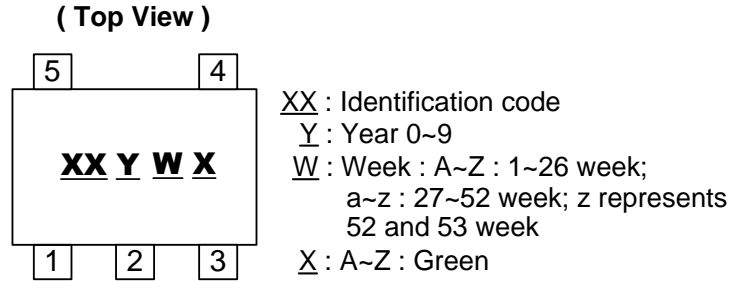 ( Top View )
5 4
XX Y W X
1 2 3
XX : Identification code
Y : Year 0~9
W : Week : A~Z : 1~26 week;
a~z : 27~52 week; z represents
52 and 53 week
X : A~Z : Green